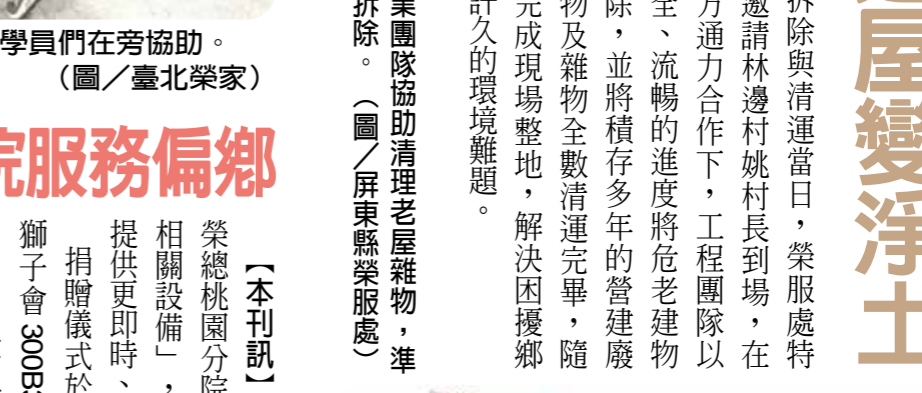 屋變淨土
拆除與清運當日，榮服處特
邀請林邊村姚村長到場，在
方通力合作下，工程團隊以
全、流暢的進度將危老建物
除，並將積存多年的營建廢
物及雜物全數清運完畢，隨
完成現場整地，解決困擾鄉
許久的環境難題。
業團隊協助清理老屋雜物，準
拆除。（圖／屏東縣榮服處）
學員們在旁協助。
（圖／臺北榮家）
院服務偏鄉
【本刊訊】
榮總桃園分院
相關設備」，
提供更即時、
捐贈儀式於
獅子會 300B